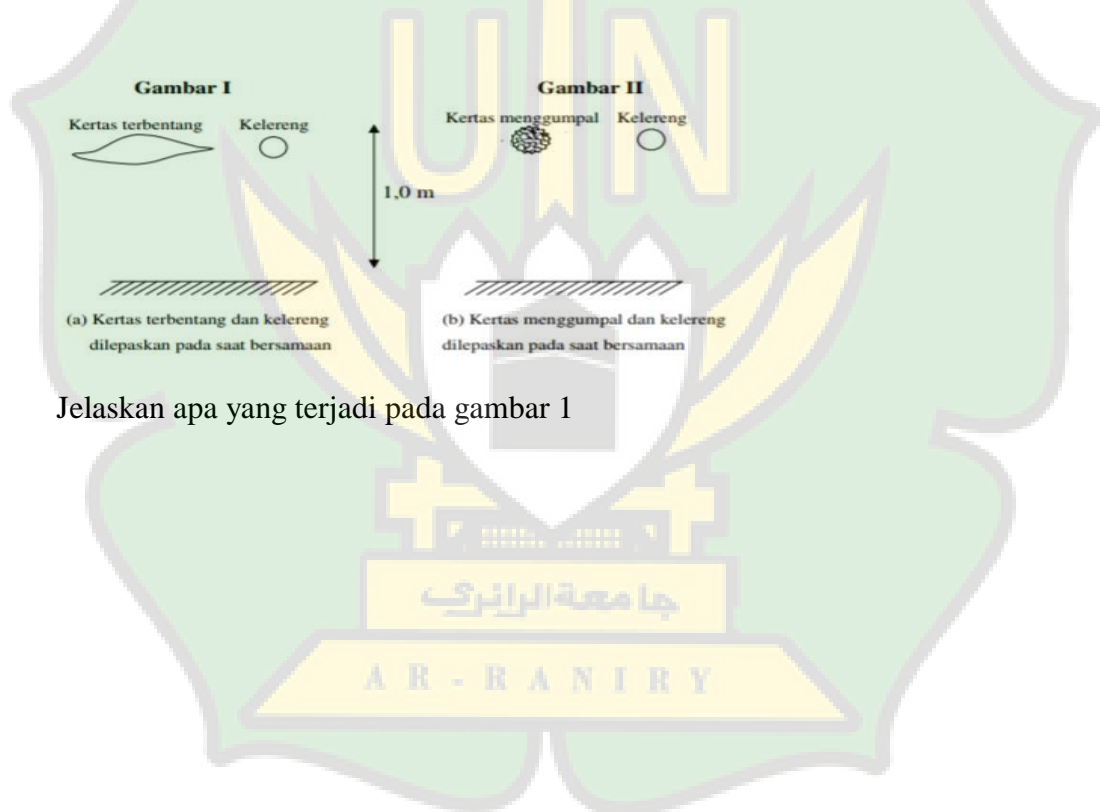 UIN
Gambar I
Kertas terbentang Kelereng
1,0 m
(a) Kertas terbentang dan kelereng
dilepaskan pada saat bersamaan
Gambar II
Kertas menggumpal Kelereng
(b) Kertas menggumpal dan kelereng
dilepaskan pada saat bersamaan
Jelaskan apa yang terjadi pada gambar 1
جامعة الرانري
AR-RANIRY